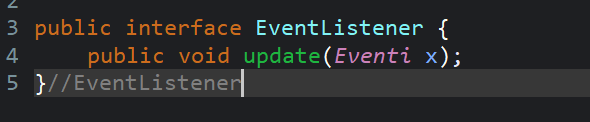 3 public interface EventListener {
4     public void update(Eventi x);
5 }//EventListener